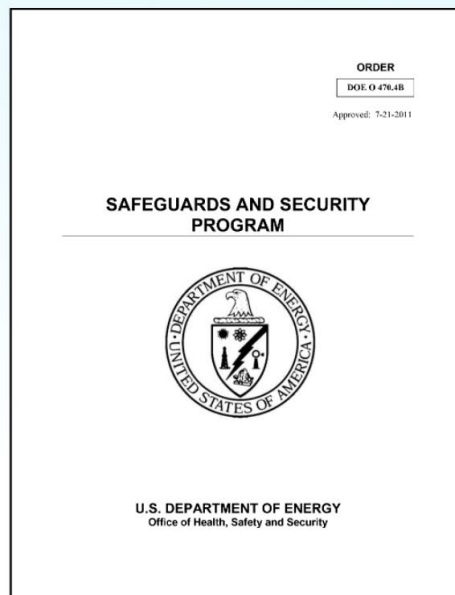 ORDER
DOE O 470.4B
Approved: 7-21-2011
SAFEGUARDS AND SECURITY
PROGRAM
DEPARTMENT OF ENERGY
UNITED STATES OF AMERICA
U.S. DEPARTMENT OF ENERGY
Office of Health, Safety and Security